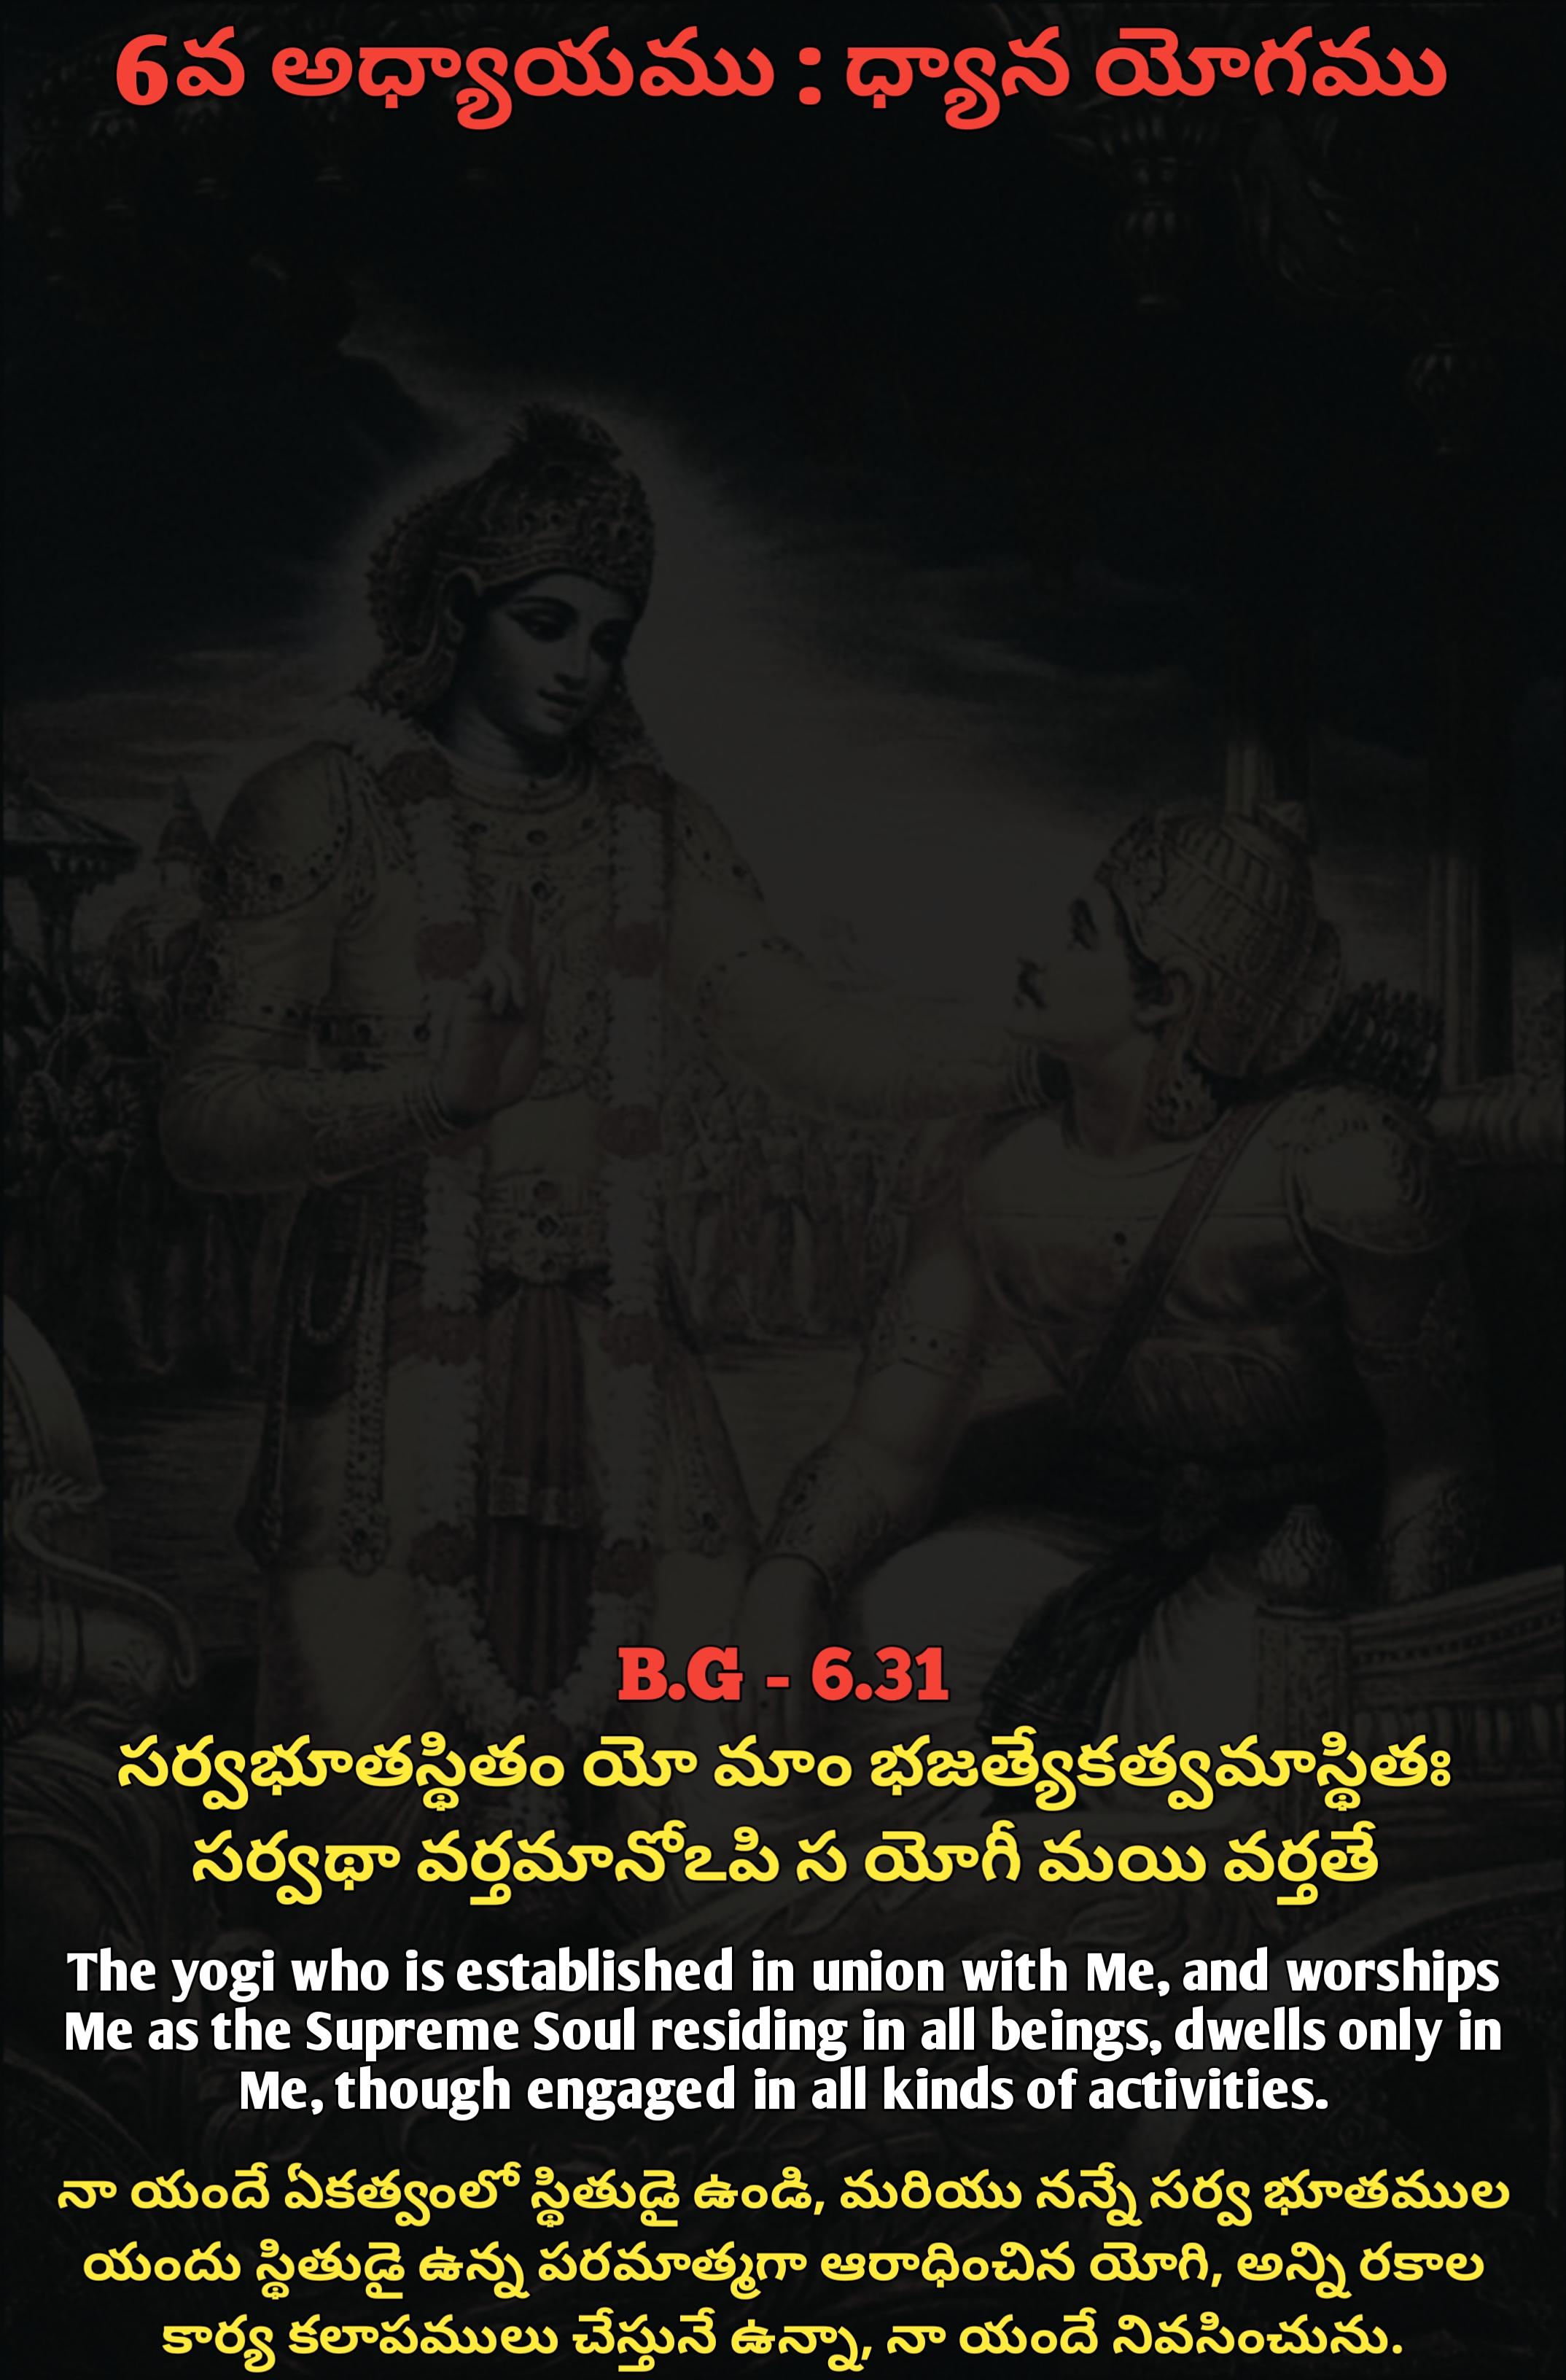 6వ అధ్యాయము : ధ్యాన యోగము
B.G - 6.31
సర్వభూతస్థితం యో మాం భజత్యేకత్వమాస్థితః
సర్వథా వర్తమానోఽపి స యోగీ మయి వర్తతే
The yogi who is established in union with Me, and worships
Me as the Supreme Soul residing in all beings, dwells only in
Me, though engaged in all kinds of activities.
నా యందే ఏకత్వంలో స్థితుడై ఉండి, మరియు నన్నే సర్వ భూతముల
యందు స్థితుడై ఉన్న పరమాత్మగా ఆరాధించిన యోగి, అన్ని రకాల
కార్య కలాపములు చేస్తునే ఉన్నా, నా యందే నివసించును.